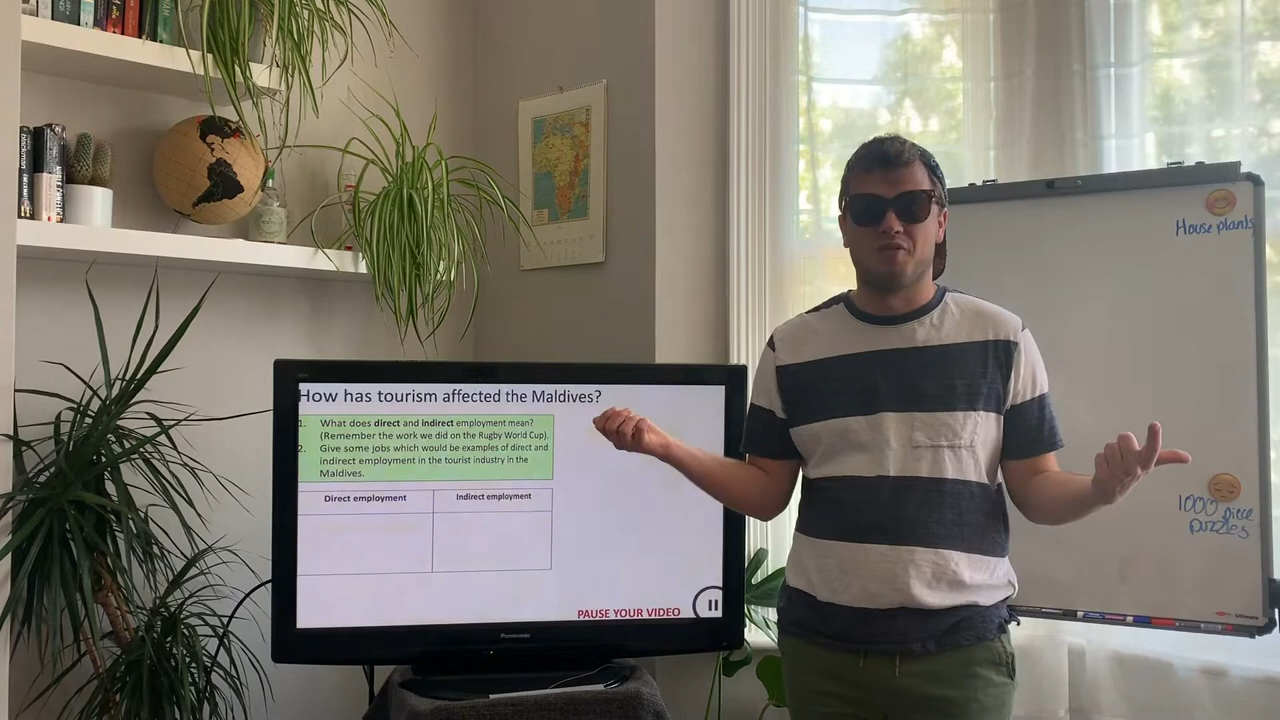 How has tourism affected the Maldives?
1. What does direct and indirect employment mean?
(Remember the work we did on the Rugby World Cup).
2. Give some jobs which would be examples of direct and
indirect employment in the tourist industry in the
Maldives.
Direct employment Indirect employment
PAUSE YOUR VIDEO
Panasonic
House plants
1000 piece
puzzles